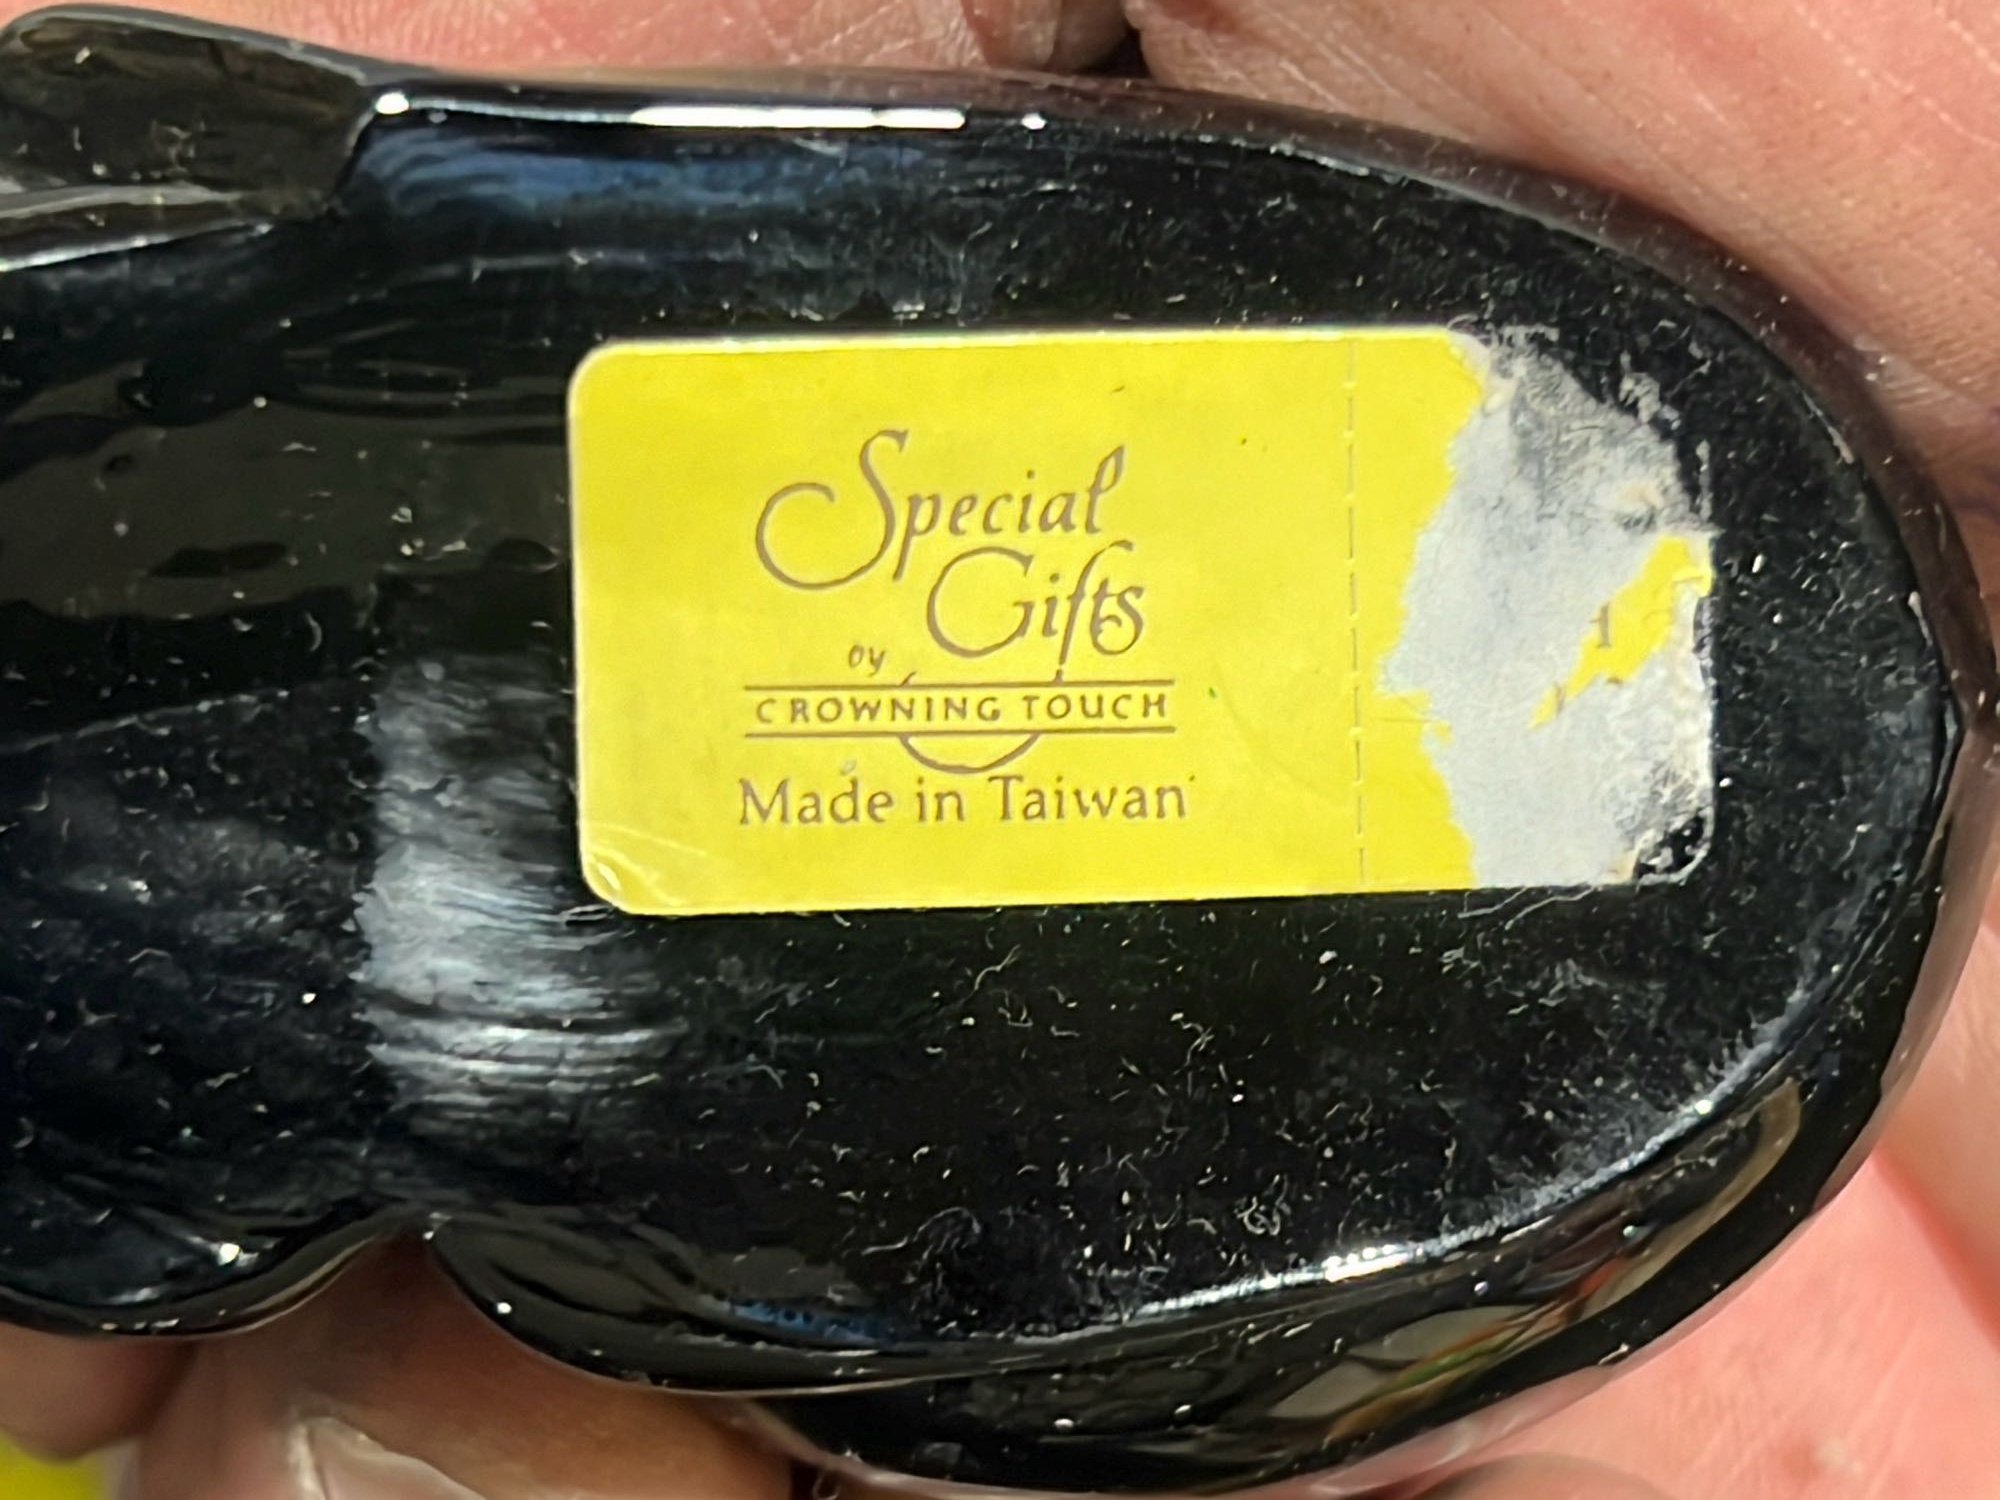 Special
Gifts
by
CROWNING TOUCH
Made in Taiwan